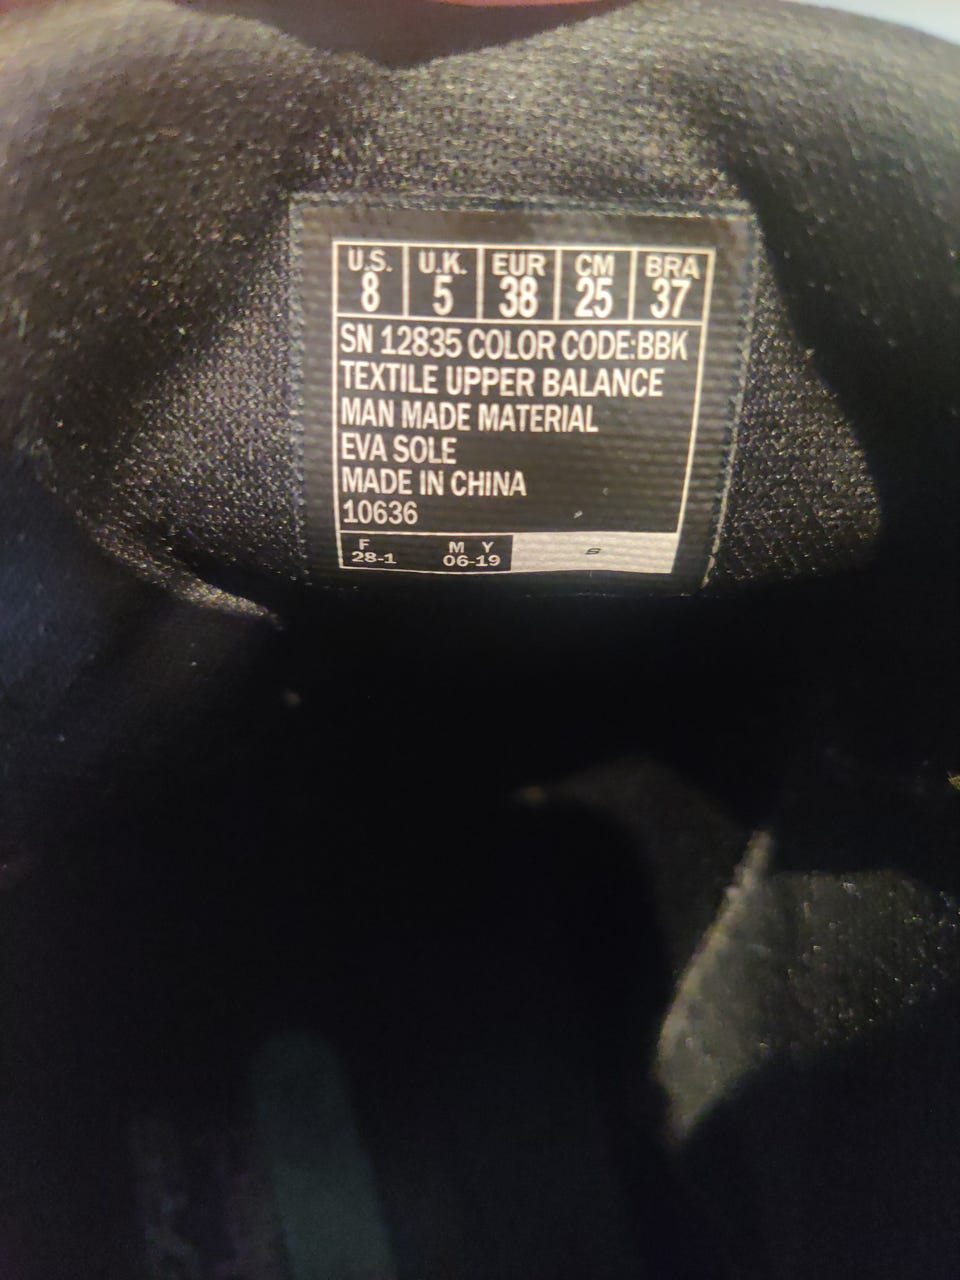 U.S. U.K. EUR CM BRA
8 5 38 25 37
SN 12835 COLOR CODE:BBK
TEXTILE UPPER BALANCE
MAN MADE MATERIAL
EVA SOLE
MADE IN CHINA
10636
F M Y
28-1 06-19